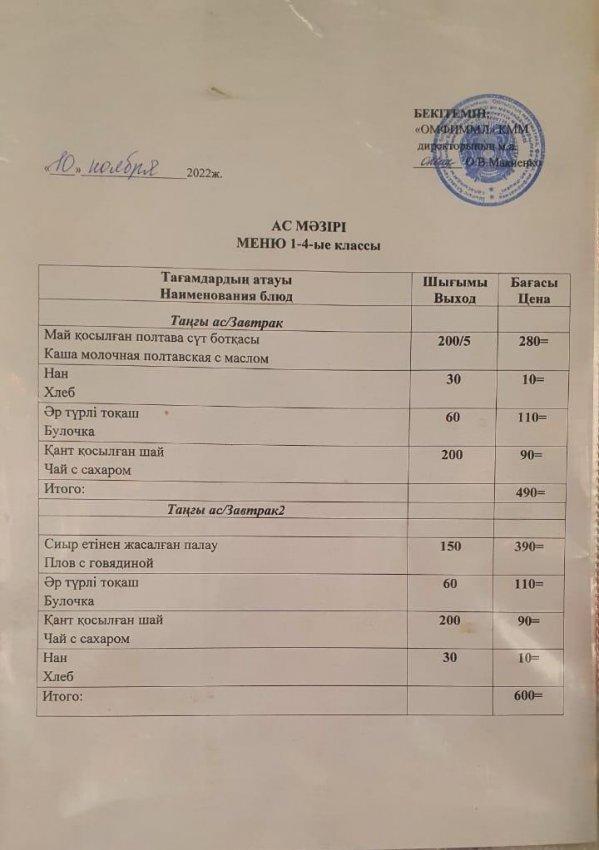 БЕКІТЕМІН:
«ОМФИММЛ» КММ
директорының м.а.
О.В.Макиенко
«10» ноября 2022ж.
АС МӘЗІРІ
МЕНЮ 1-4-ые классы
Тағамдардың атауы Шығымы Бағасы
Наименования блюд Выход Цена
Таңғы ас/Завтрак
Май қосылған полтава сүт ботқасы 200/5 280=
Каша молочная полтавская с маслом
Нан 30 10=
Хлеб
Әр түрлі тоқаш 60 110=
Булочка
Қант қосылған шай 200 90=
Чай с сахаром
Итого: 490=
Таңғы ас/Завтрак2
Сиыр етінен жасалған палау 150 390=
Плов с говядиной
Әр түрлі тоқаш 60 110=
Булочка
Қант қосылған шай 200 90=
Чай с сахаром
Нан 30 10=
Хлеб
Итого: 600=